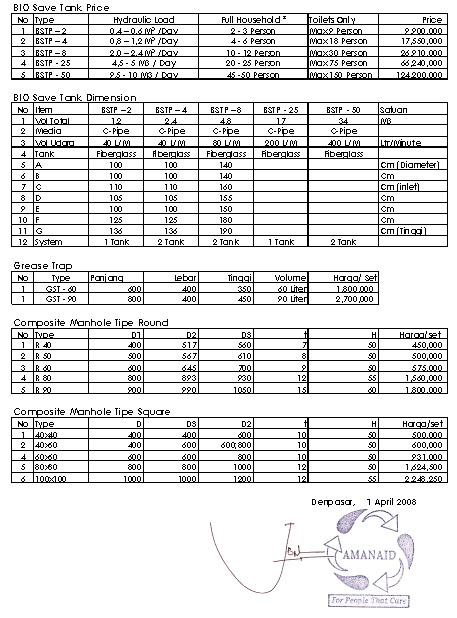 BIO Save Tank Price
No Type Hydraulic Load Full Household * Toilets Only Price
1 BSTP – 2 0,4 – 0,6 M³ /Day 2 - 3 Person Max 9 Person 9,900,000
2 BSTP – 4 0,8 – 1,2 M³ /Day 4 - 6 Person Max 18 Person 17,550,000
3 BSTP – 8 2,0 – 2,4 M³ /Day 10 - 12 Person Max 30 Person 26,910,000
4 BSTP - 25 4,5 - 5 M3 / Day 20 - 25 Person Max 75 Person 66,240,000
5 BSTP - 50 9,5 - 10 M3 / Day 45 -50 Person Max 150 Person 124,200,000
BIO Save Tank Dimension
No Item BSTP – 2 BSTP – 4 BSTP –8 BSTP - 25 BSTP - 50 Satuan
1 Vol Total 1,2 2,4 4,8 17 34 M3
2 Media C-Pipe C-Pipe C-Pipe C-Pipe C-Pipe
3 Vol Udara 40 L/M 40 L/M 80 L/M 200 L/M 400 L/M Ltr/Minute
4 Tank Fiberglass Fiberglass Fiberglass Fiberglass Fiberglass
5 A 100 100 140 Cm (Diameter)
6 B 100 100 140 Cm
7 C 110 110 160 Cm (inlet)
8 D 105 105 155 Cm
9 E 100 100 150 Cm
10 F 125 125 180 Cm
11 G 136 136 190 Cm (Tinggi)
12 System 1 Tank 2 Tank 2 Tank 1 Tank 2 Tank
Grease Trap
No Type Panjang Lebar Tinggi Volume Harga/ Set
1 GST - 60 600 400 350 60 Liter 1,800,000
1 GST - 90 800 400 450 90 Liter 2,700,000
Composite Manhole Tipe Round
No Type D1 D2 D3 t H Harga/set
1 R 40 400 517 560 7 50 450,000
2 R 50 500 567 610 8 50 500,000
3 R 60 600 645 700 9 50 575,000
4 R 80 800 893 930 12 55 1,560,000
5 R 90 900 990 1050 15 60 1,800,000
Composite Manhole Tipe Square
No Type D D3 D2 t H Harga/set
1 40x40 400 400 600 10 50 500,000
2 40x60 400 600 600;800 10 50 600,000
4 60x60 600 600 800 10 50 931,000
5 80x80 800 800 1000 12 50 1,624,500
6 100x100 1000 1000 1200 12 55 2,248,250
Denpasar, 1 April 2008
AMANAID
For People That Care